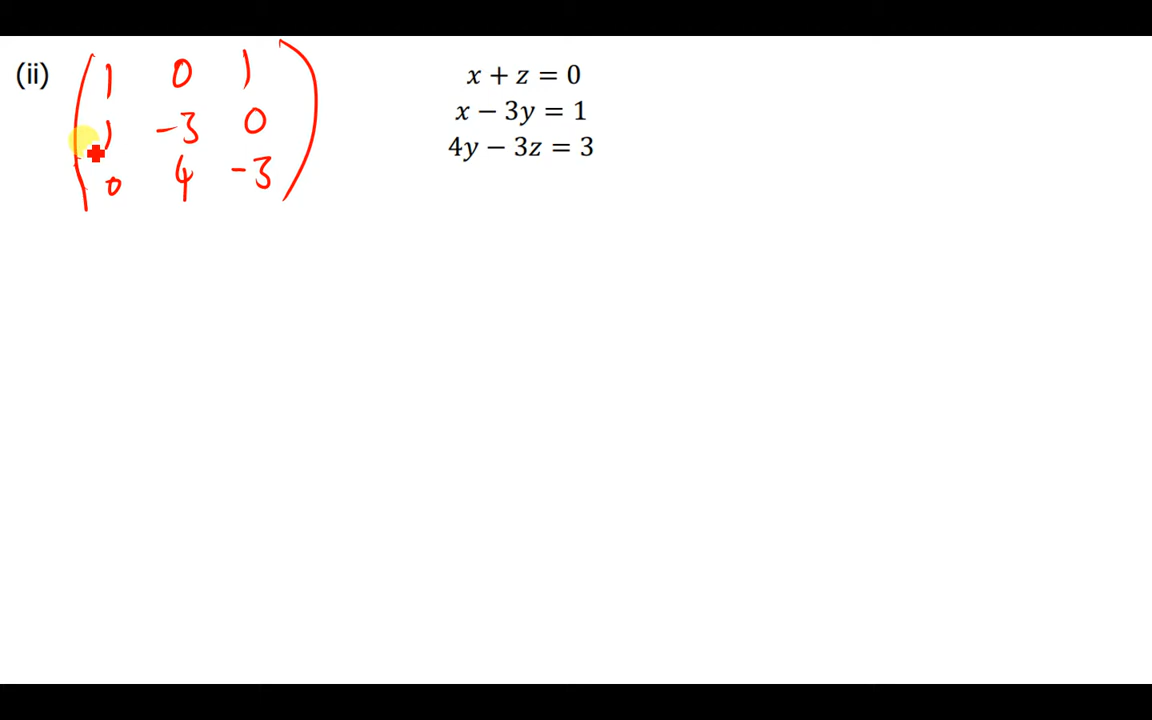 (ii) 1 0 1 x + z = 0
1 -3 0 x − 3y = 1
0 4 -3 4y − 3z = 3